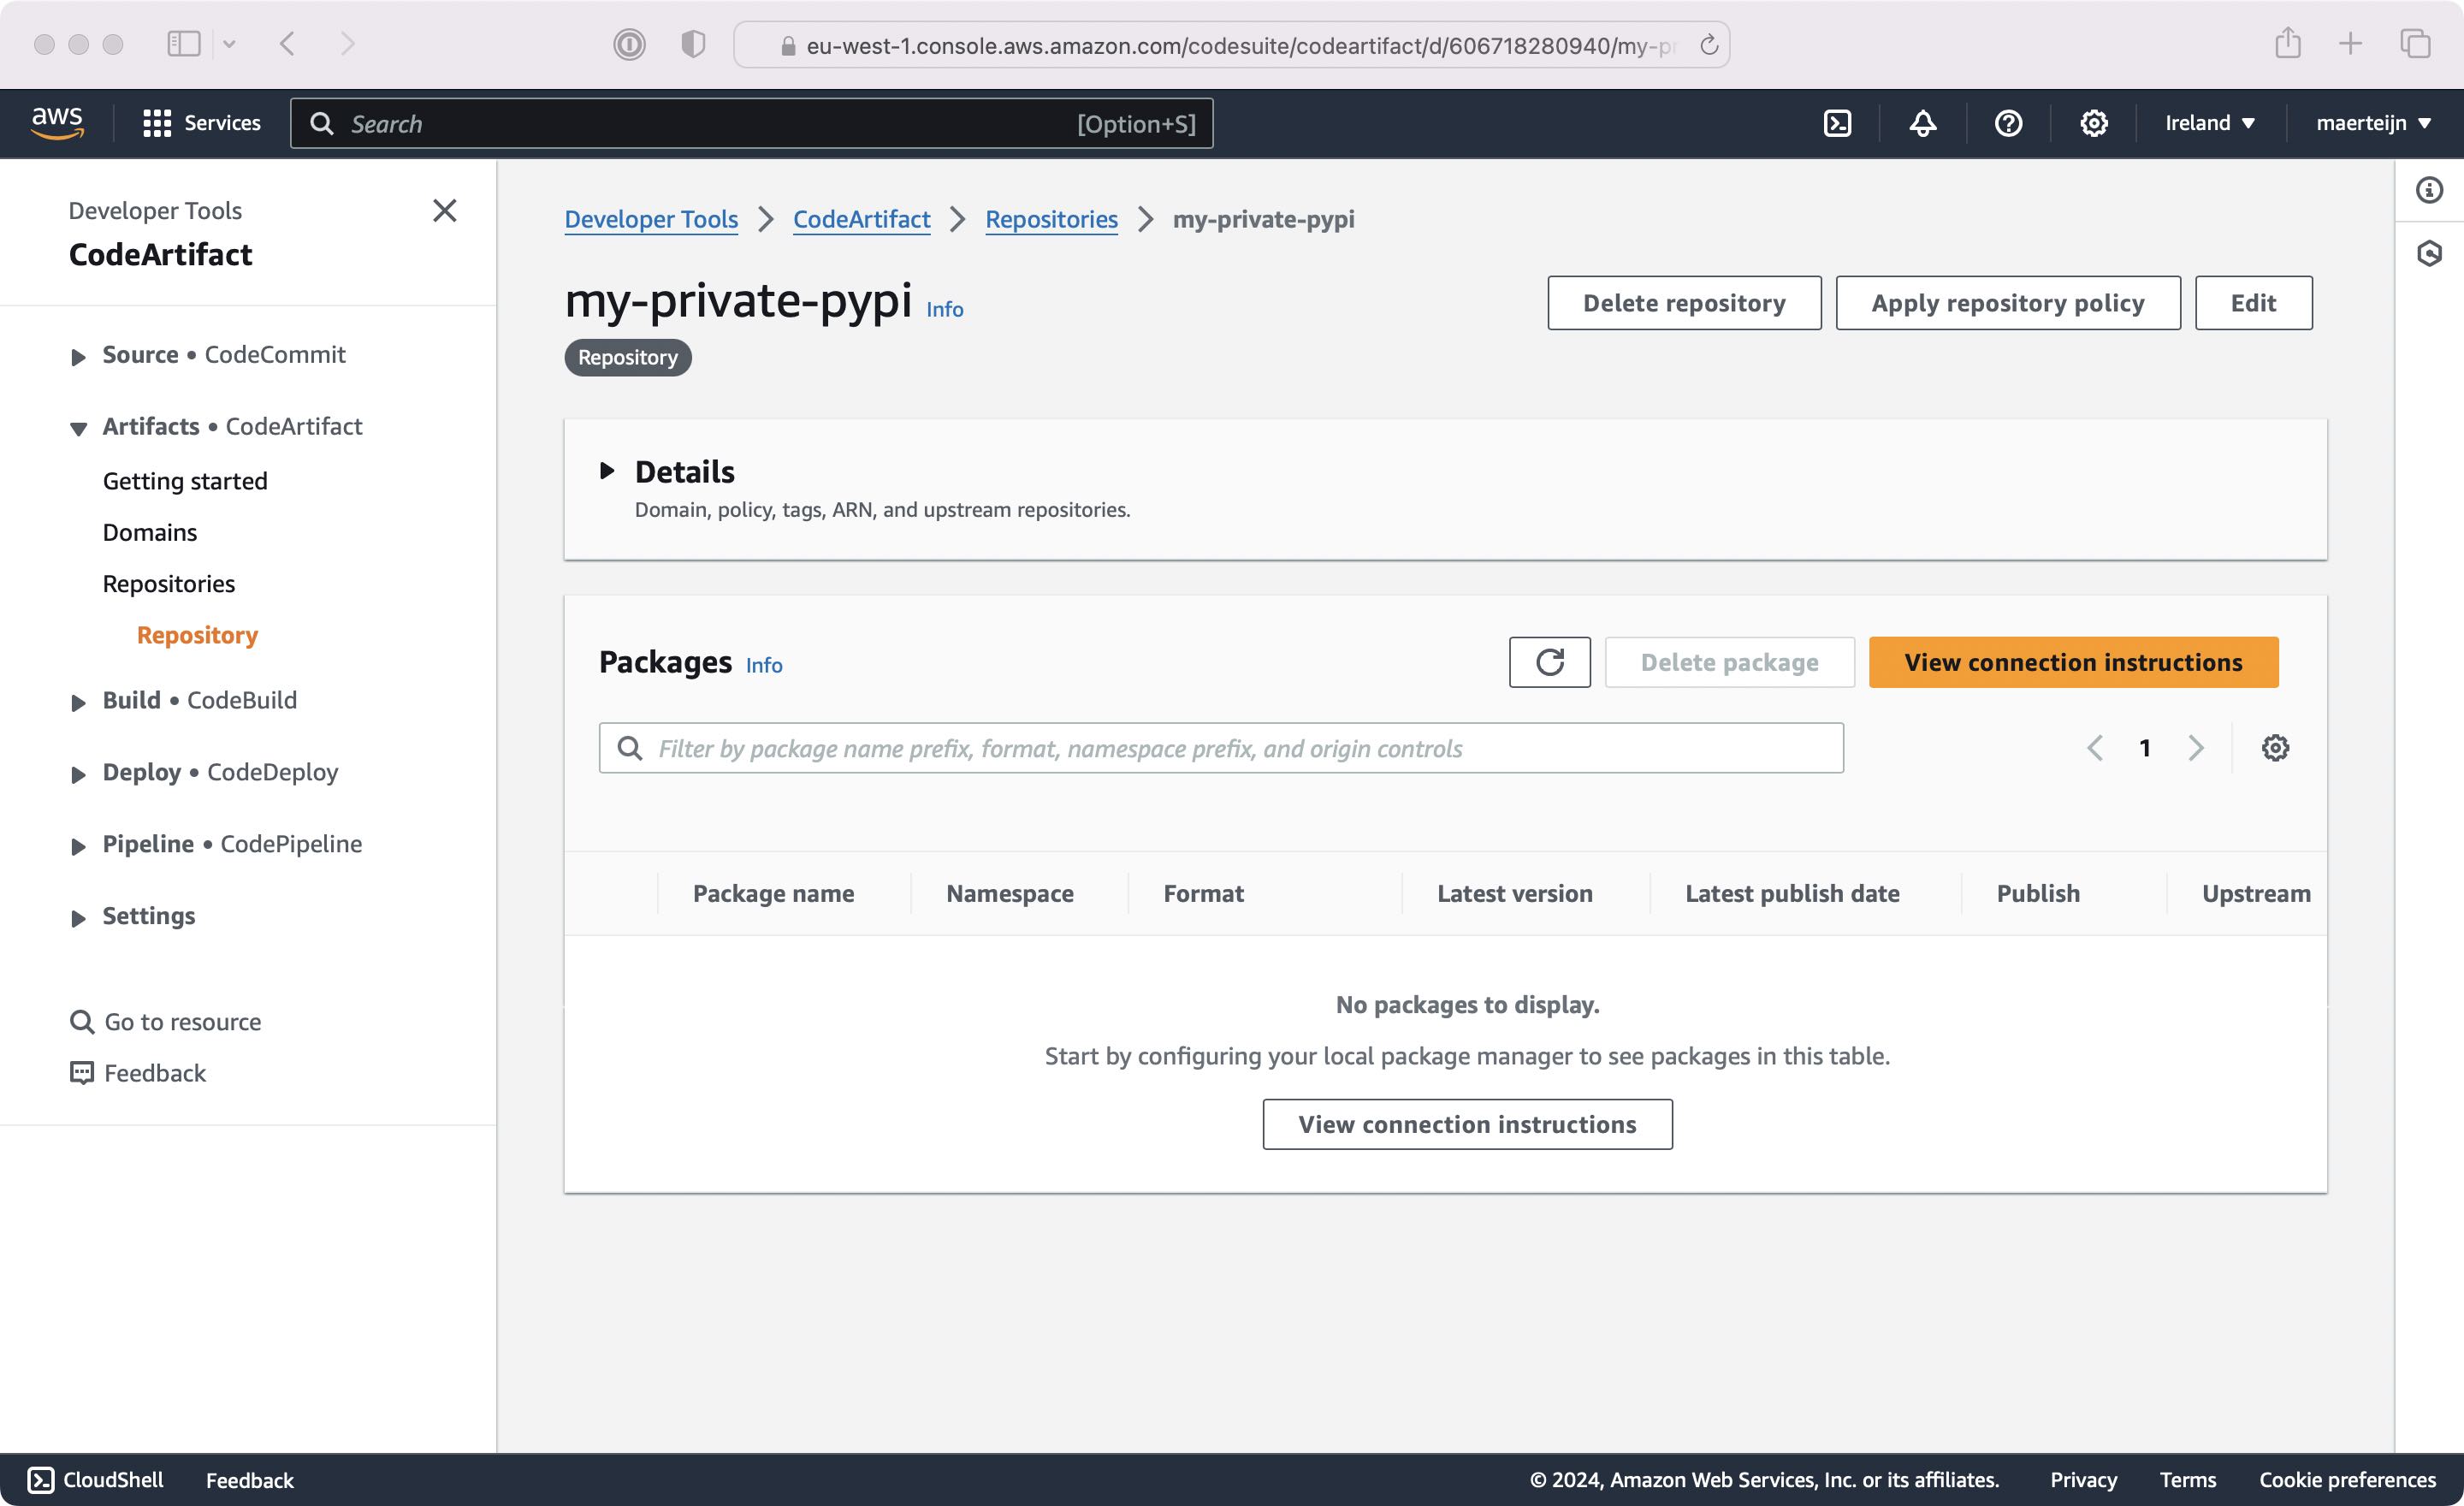 eu-west-1.console.aws.amazon.com/codesuite/codeartifact/d/606718280940/my-pr
aws
Services
Search
[Option+S]
Ireland
maerteijn
Developer Tools
CodeArtifact
Source • CodeCommit
Artifacts • CodeArtifact
Getting started
Domains
Repositories
Repository
Build • CodeBuild
Deploy • CodeDeploy
Pipeline • CodePipeline
Settings
Go to resource
Feedback
Developer Tools
CodeArtifact
Repositories
my-private-pypi
my-private-pypi Info
Repository
Delete repository
Apply repository policy
Edit
Details
Domain, policy, tags, ARN, and upstream repositories.
Packages Info
Delete package
View connection instructions
Filter by package name prefix, format, namespace prefix, and origin controls
1
Package name
Namespace
Format
Latest version
Latest publish date
Publish
Upstream
No packages to display.
Start by configuring your local package manager to see packages in this table.
View connection instructions
CloudShell
Feedback
© 2024, Amazon Web Services, Inc. or its affiliates.
Privacy
Terms
Cookie preferences